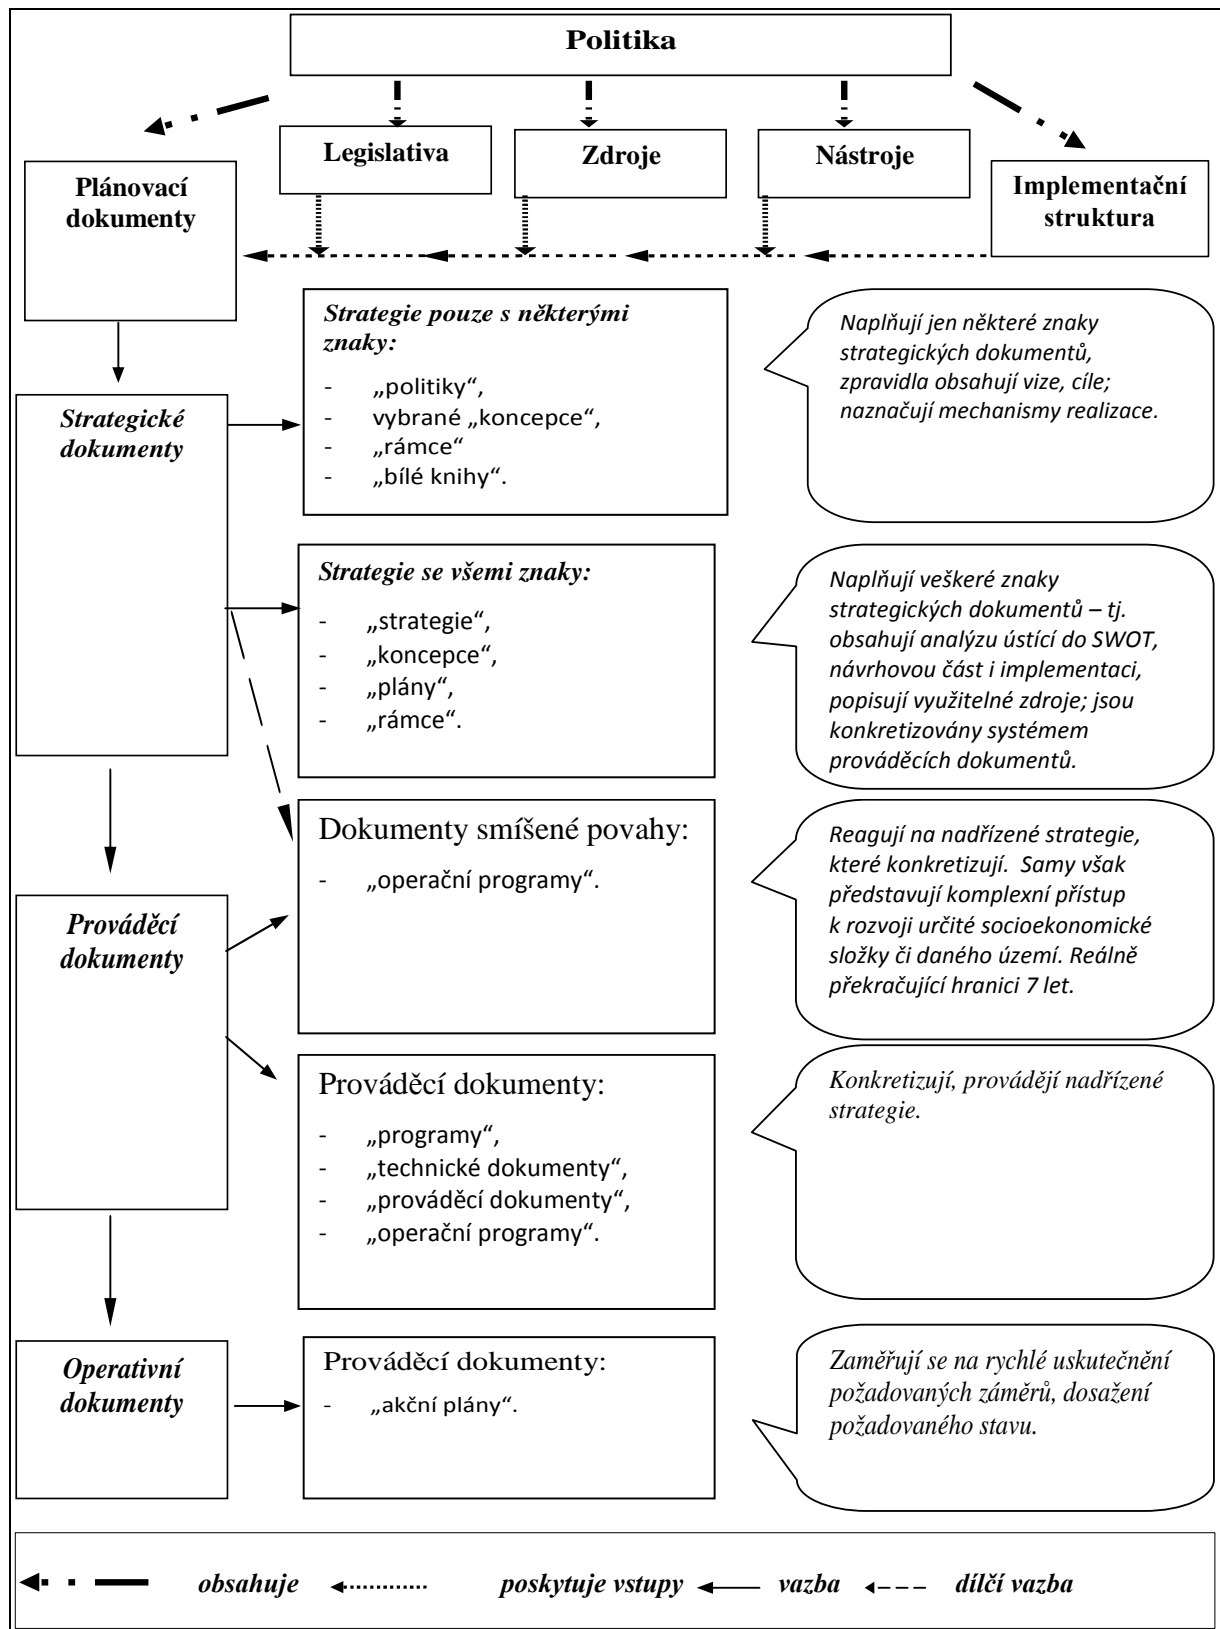 Politika
Legislativa
Zdroje
Nástroje
Plánovací
dokumenty
Implementační
struktura
Strategie pouze s některými
znaky:
- „politiky“,
- vybrané „koncepce“,
- „rámce“
- „bílé knihy“.
Naplňují jen některé znaky
strategických dokumentů,
zpravidla obsahují vize, cíle;
naznačují mechanismy realizace.
Strategické
dokumenty
Strategie se všemi znaky:
- „strategie“,
- „koncepce“,
- „plány“,
- „rámce“.
Naplňují veškeré znaky
strategických dokumentů – tj.
obsahují analýzu ústící do SWOT,
návrhovou část i implementaci,
popisují využitelné zdroje; jsou
konkretizovány systémem
prováděcích dokumentů.
Dokumenty smíšené povahy:
- „operační programy“.
Reagují na nadřízené strategie,
které konkretizují. Samy však
představují komplexní přístup
k rozvoji určité socioekonomické
složky či daného území. Reálně
překračující hranici 7 let.
Prováděcí
dokumenty
Prováděcí dokumenty:
- „programy“,
- „technické dokumenty“,
- „prováděcí dokumenty“,
- „operační programy“.
Konkretizují, provádějí nadřízené
strategie.
Operativní
dokumenty
Prováděcí dokumenty:
- „akční plány“.
Zaměřují se na rychlé uskutečnění
požadovaných záměrů, dosažení
požadovaného stavu.
obsahuje poskytuje vstupy vazba dílčí vazba